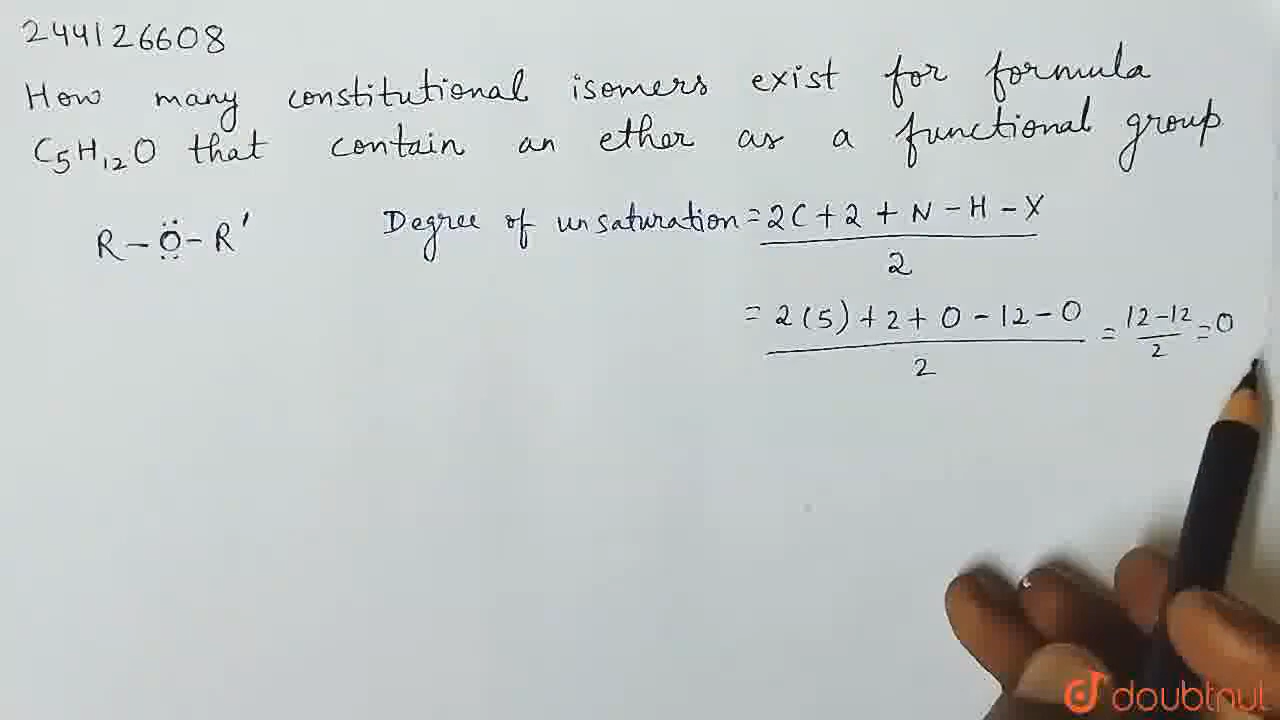 244126608
How many constitutional isomers exist for formula
C₅H₁₂O that contain an ether as a functional group
R-Ö-R' Degree of unsaturation = 2C+2+N-H-X
2
= 2(5)+2+0-12-0 = 12-12 = 0
2 2
doubtnut